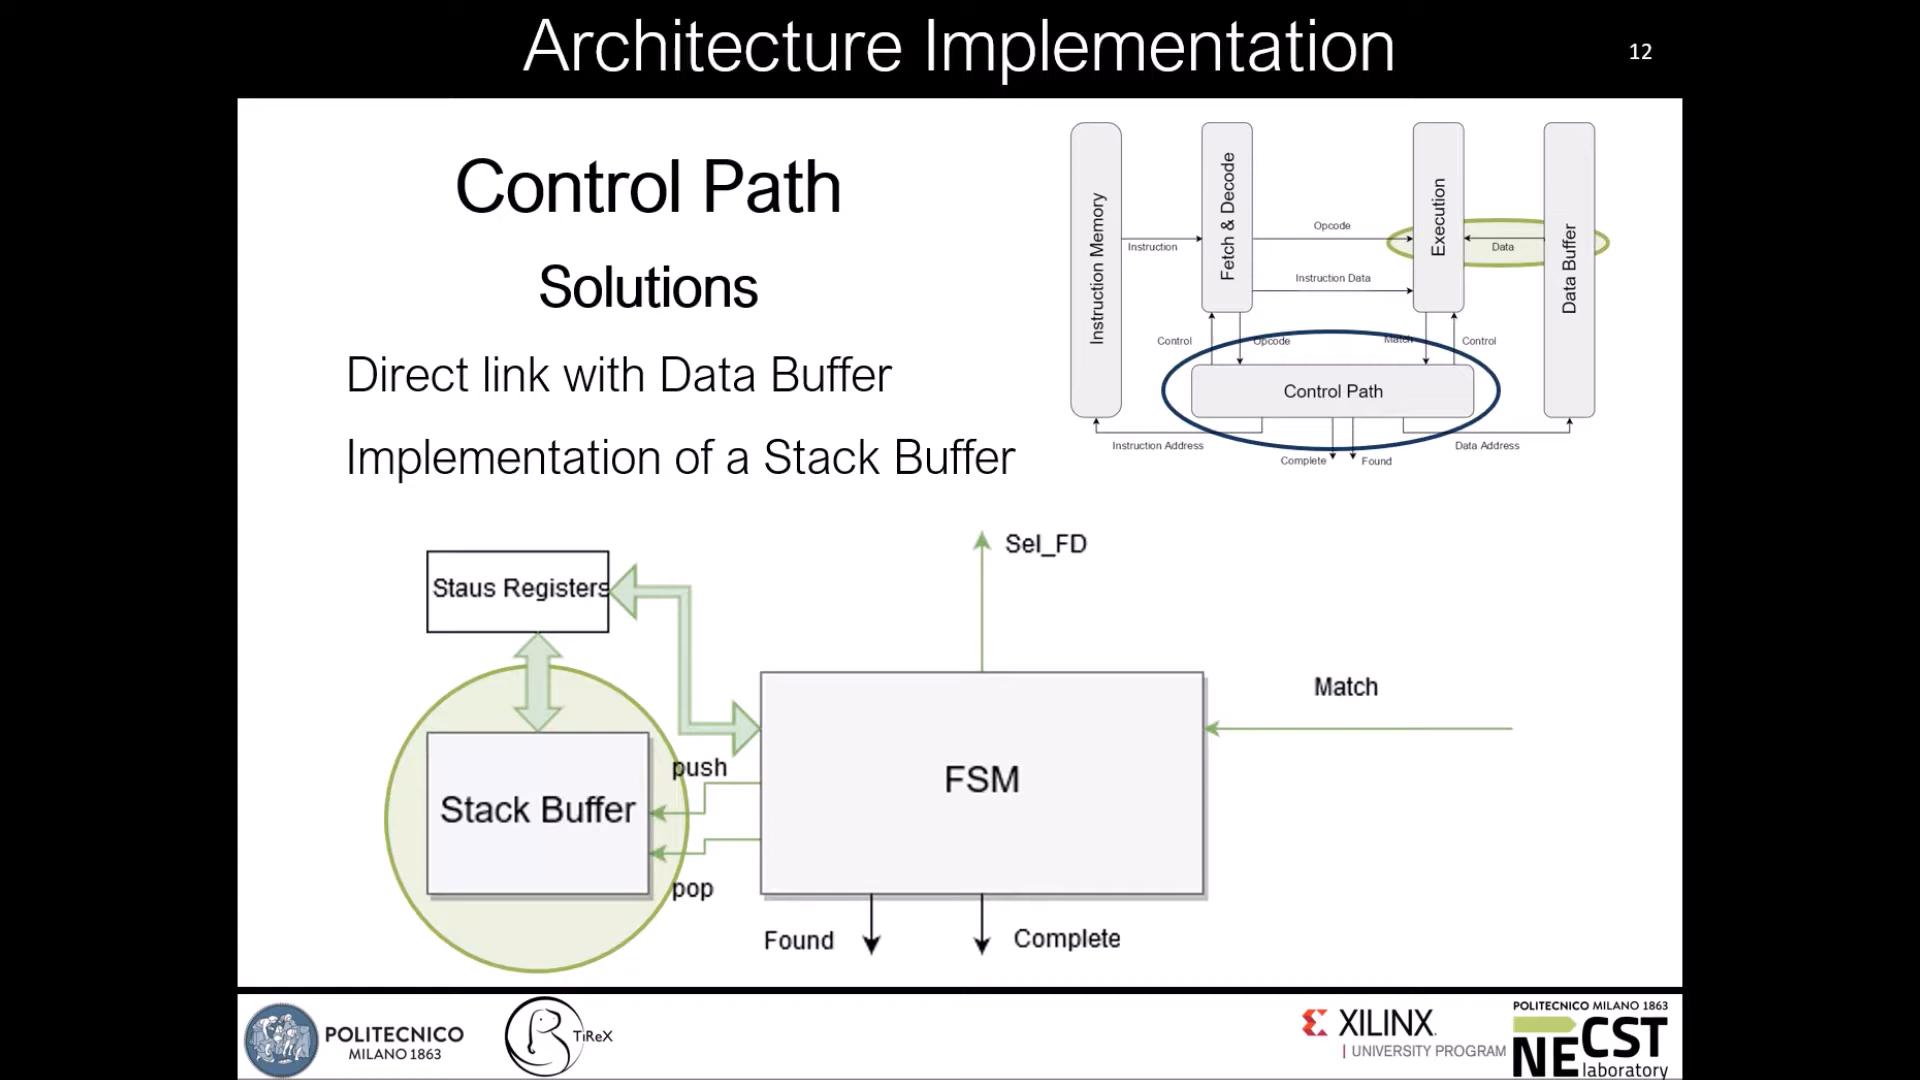 Architecture Implementation
12
Control Path
Solutions
Direct link with Data Buffer
Implementation of a Stack Buffer
Instruction Memory
Fetch & Decode
Execution
Data Buffer
Instruction
Opcode
Data
Instruction Data
Control
Opcode
Match
Control
Control Path
Instruction Address
Data Address
Complete
Found
Sel_FD
Staus Registers
Match
push
FSM
Stack Buffer
pop
Found
Complete
POLITECNICO
MILANO 1863
TiReX
XILINX
UNIVERSITY PROGRAM
POLITECNICO MILANO 1863
NECST
laboratory